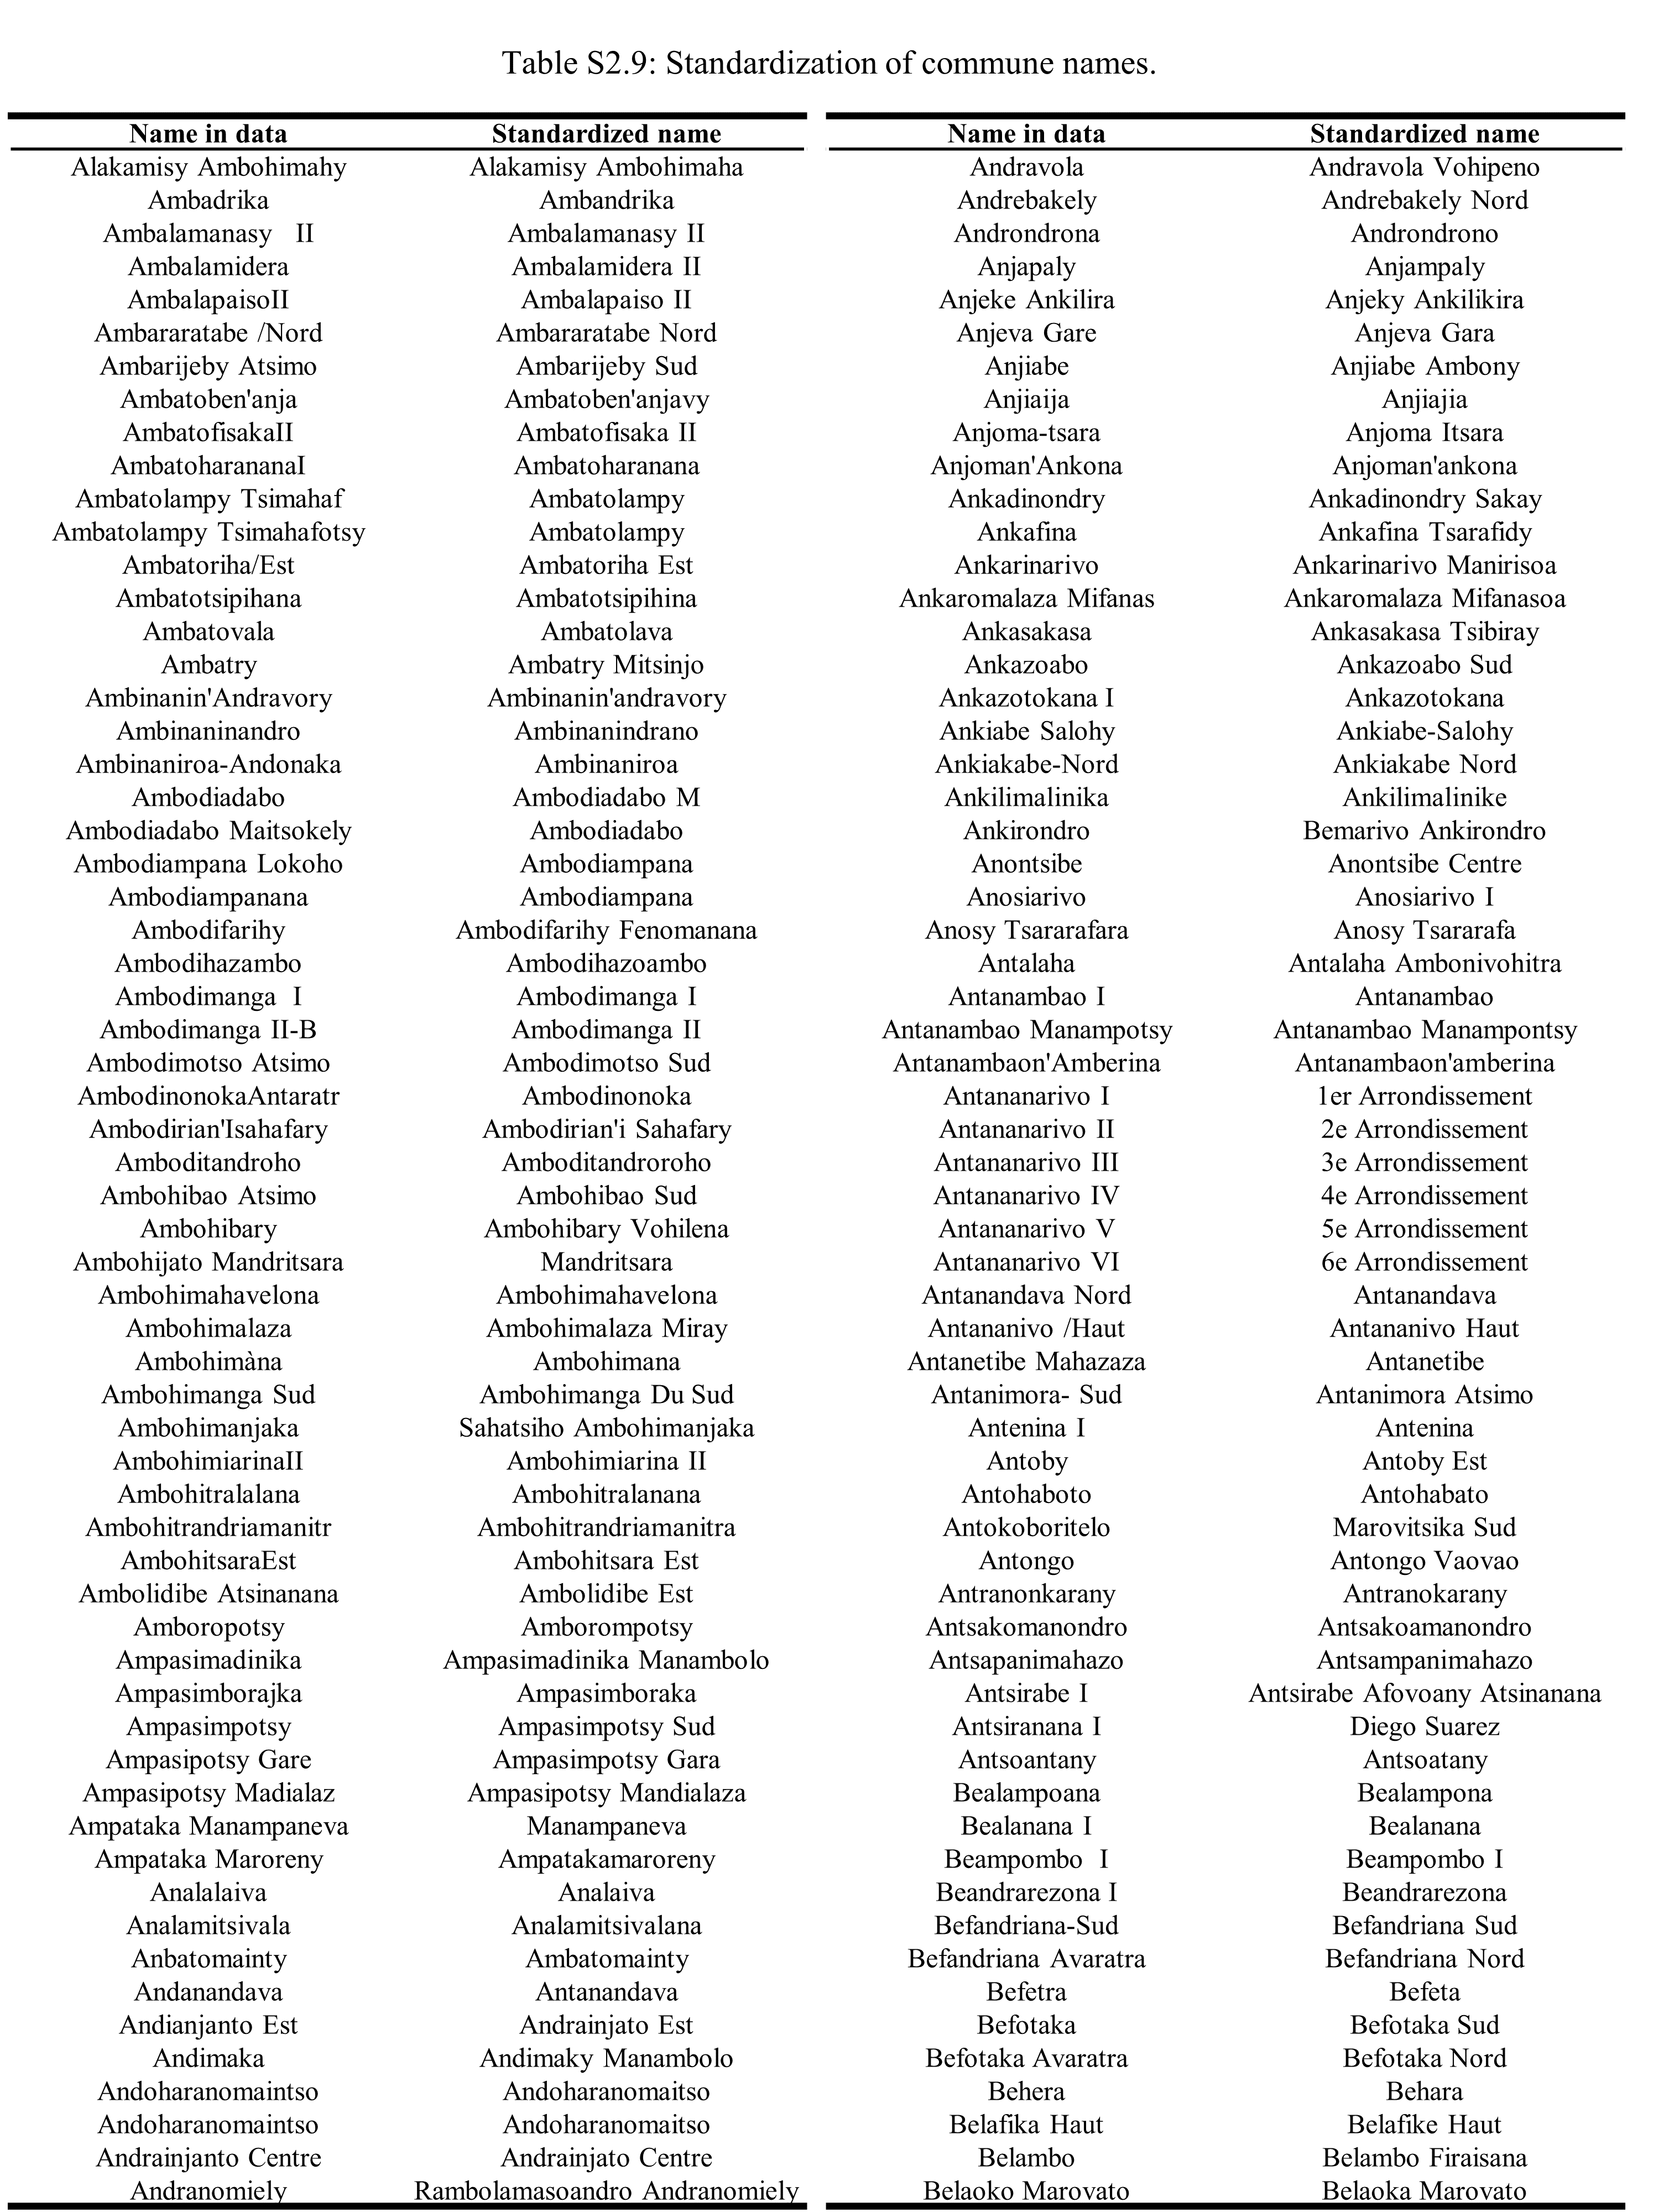 Table S2.9: Standardization of commune names.
Name in data Standardized name
Alakamisy Ambohimahy Alakamisy Ambohimaha
Ambadrika Ambandrika
Ambalamanasy II Ambalamanasy II
Ambalamidera Ambalamidera II
AmbalapaisoII Ambalapaiso II
Ambararatabe /Nord Ambararatabe Nord
Ambarijeby Atsimo Ambarijeby Sud
Ambatoben'anja Ambatoben'anjavy
AmbatofisakaII Ambatofisaka II
AmbatoharananaI Ambatoharanana
Ambatolampy Tsimahaf Ambatolampy
Ambatolampy Tsimahafotsy Ambatolampy
Ambatoriha/Est Ambatoriha Est
Ambatotsipihana Ambatotsipihina
Ambatovala Ambatolava
Ambatry Ambatry Mitsinjo
Ambinanin'Andravory Ambinanin'andravory
Ambinaninandro Ambinanindrano
Ambinaniroa-Andonaka Ambinaniroa
Ambodiadabo Ambodiadabo M
Ambodiadabo Maitsokely Ambodiadabo
Ambodiampana Lokoho Ambodiampana
Ambodiampanana Ambodiampana
Ambodifarihy Ambodifarihy Fenomanana
Ambodihazambo Ambodihazoambo
Ambodimanga I Ambodimanga I
Ambodimanga II-B Ambodimanga II
Ambodimotso Atsimo Ambodimotso Sud
AmbodinonokaAntaratr Ambodinonoka
Ambodirian'Isahafary Ambodirian'i Sahafary
Amboditandroho Amboditandroroho
Ambohibao Atsimo Ambohibao Sud
Ambohibary Ambohibary Vohilena
Ambohijato Mandritsara Mandritsara
Ambohimahavelona Ambohimahavelona
Ambohimalaza Ambohimalaza Miray
Ambohimàna Ambohimana
Ambohimanga Sud Ambohimanga Du Sud
Ambohimanjaka Sahatsiho Ambohimanjaka
AmbohimiarinaII Ambohimiarina II
Ambohitralalana Ambohitralanana
Ambohitrandriamanitr Ambohitrandriamanitra
AmbohitsaraEst Ambohitsara Est
Ambolidibe Atsinanana Ambolidibe Est
Amboropotsy Amborompotsy
Ampasimadinika Ampasimadinika Manambolo
Ampasimborajka Ampasimboraka
Ampasimpotsy Ampasimpotsy Sud
Ampasipotsy Gare Ampasimpotsy Gara
Ampasipotsy Madialaz Ampasipotsy Mandialaza
Ampataka Manampaneva Manampaneva
Ampataka Maroreny Ampatakamaroreny
Analalaiva Analaiva
Analamitsivala Analamitsivalana
Anbatomainty Ambatomainty
Andanandava Antanandava
Andianjanto Est Andrainjato Est
Andimaka Andimaky Manambolo
Andoharanomaintso Andoharanomaitso
Andoharanomaintso Andoharanomaitso
Andrainjanto Centre Andrainjato Centre
Andranomiely Rambolamasoandro Andranomiely
Name in data Standardized name
Andravola Andravola Vohipeno
Andrebakely Andrebakely Nord
Androndrona Androndrono
Anjapaly Anjampaly
Anjeke Ankilira Anjeky Ankilikira
Anjeva Gare Anjeva Gara
Anjiabe Anjiabe Ambony
Anjiaija Anjiajia
Anjoma-tsara Anjoma Itsara
Anjoman'Ankona Anjoman'ankona
Ankadinondry Ankadinondry Sakay
Ankafina Ankafina Tsarafidy
Ankarinarivo Ankarinarivo Manirisoa
Ankaromalaza Mifanas Ankaromalaza Mifanasoa
Ankasakasa Ankasakasa Tsibiray
Ankazoabo Ankazoabo Sud
Ankazotokana I Ankazotokana
Ankiabe Salohy Ankiabe-Salohy
Ankiakabe-Nord Ankiakabe Nord
Ankilimalinika Ankilimalinike
Ankirondro Bemarivo Ankirondro
Anontsibe Anontsibe Centre
Anosiarivo Anosiarivo I
Anosy Tsararafara Anosy Tsararafa
Antalaha Antalaha Ambonivohitra
Antanambao I Antanambao
Antanambao Manampotsy Antanambao Manampontsy
Antanambaon'Amberina Antanambaon'amberina
Antananarivo I 1er Arrondissement
Antananarivo II 2e Arrondissement
Antananarivo III 3e Arrondissement
Antananarivo IV 4e Arrondissement
Antananarivo V 5e Arrondissement
Antananarivo VI 6e Arrondissement
Antanandava Nord Antanandava
Antananivo /Haut Antananivo Haut
Antanetibe Mahazaza Antanetibe
Antanimora- Sud Antanimora Atsimo
Antenina I Antenina
Antoby Antoby Est
Antohaboto Antohabato
Antokoboritelo Marovitsika Sud
Antongo Antongo Vaovao
Antranonkarany Antranokarany
Antsakomanondro Antsakoamanondro
Antsapanimahazo Antsampanimahazo
Antsirabe I Antsirabe Afovoany Atsinanana
Antsiranana I Diego Suarez
Antsoantany Antsoatany
Bealampoana Bealampona
Bealanana I Bealanana
Beampombo I Beampombo I
Beandrarezona I Beandrarezona
Befandriana-Sud Befandriana Sud
Befandriana Avaratra Befandriana Nord
Befetra Befeta
Befotaka Befotaka Sud
Befotaka Avaratra Befotaka Nord
Behera Behara
Belafika Haut Belafike Haut
Belambo Belambo Firaisana
Belaoko Marovato Belaoka Marovato